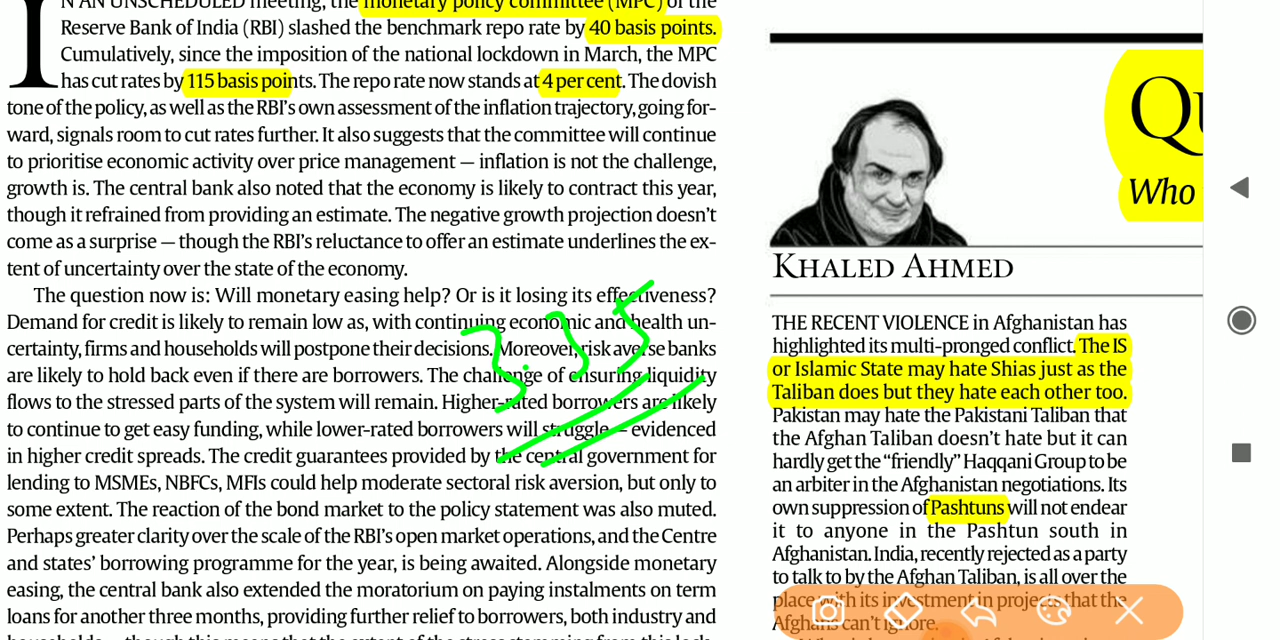 IN AN UNSCHEDULED meeting, the monetary policy committee (MPC) of the
Reserve Bank of India (RBI) slashed the benchmark repo rate by 40 basis points.
Cumulatively, since the imposition of the national lockdown in March, the MPC
has cut rates by 115 basis points. The repo rate now stands at 4 per cent. The dovish
tone of the policy, as well as the RBI's own assessment of the inflation trajectory, going for-
ward, signals room to cut rates further. It also suggests that the committee will continue
to prioritise economic activity over price management — inflation is not the challenge,
growth is. The central bank also noted that the economy is likely to contract this year,
though it refrained from providing an estimate. The negative growth projection doesn't
come as a surprise — though the RBI's reluctance to offer an estimate underlines the ex-
tent of uncertainty over the state of the economy.
The question now is: Will monetary easing help? Or is it losing its effectiveness?
Demand for credit is likely to remain low as, with continuing economic and health un-
certainty, firms and households will postpone their decisions. Moreover, risk averse banks
are likely to hold back even if there are borrowers. The challenge of ensuring liquidity
flows to the stressed parts of the system will remain. Higher-rated borrowers are likely
to continue to get easy funding, while lower-rated borrowers will struggle — evidenced
in higher credit spreads. The credit guarantees provided by the central government for
lending to MSMEs, NBFCs, MFIs could help moderate sectoral risk aversion, but only to
some extent. The reaction of the bond market to the policy statement was also muted.
Perhaps greater clarity over the scale of the RBI's open market operations, and the Centre
and states' borrowing programme for the year, is being awaited. Alongside monetary
easing, the central bank also extended the moratorium on paying instalments on term
loans for another three months, providing further relief to borrowers, both industry and
3.35
Qu
Who
KHALED AHMED
THE RECENT VIOLENCE in Afghanistan has
highlighted its multi-pronged conflict. The IS
or Islamic State may hate Shias just as the
Taliban does but they hate each other too.
Pakistan may hate the Pakistani Taliban that
the Afghan Taliban doesn't hate but it can
hardly get the “friendly” Haqqani Group to be
an arbiter in the Afghanistan negotiations. Its
own suppression of Pashtuns will not endear
it to anyone in the Pashtun south in
Afghanistan. India, recently rejected as a party
to talk to by the Afghan Taliban, is all over the
place with its investment in projects that the
Afghans can't ignore.